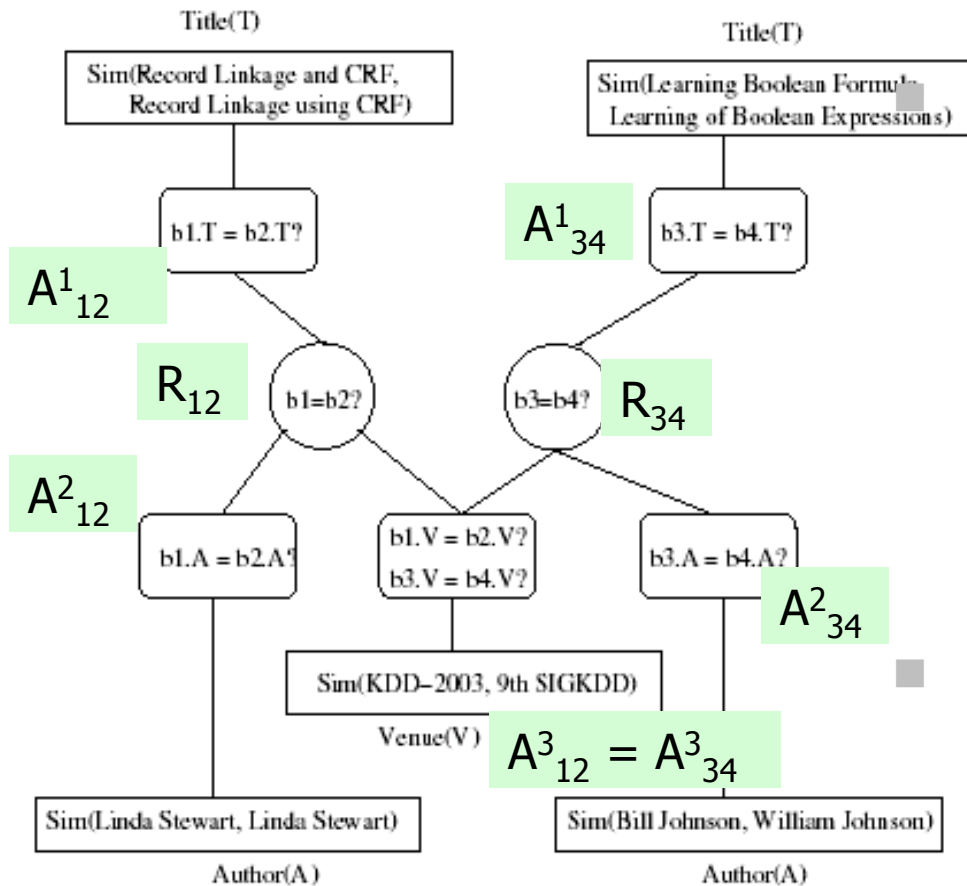 Title(T)
Title(T)
Sim(Record Linkage and CRF,
Record Linkage using CRF)
Sim(Learning Boolean Formula
Learning of Boolean Expressions)
b1.T = b2.T?
A¹₃₄
b3.T = b4.T?
A¹₁₂
R₁₂
b1=b2?
b3=b4?
R₃₄
A²₁₂
b1.A = b2.A?
b1.V = b2.V?
b3.V = b4.V?
b3.A = b4.A?
A²₃₄
Sim(KDD–2003, 9th SIGKDD)
Venue(V)
A³₁₂ = A³₃₄
Sim(Linda Stewart, Linda Stewart)
Sim(Bill Johnson, William Johnson)
Author(A)
Author(A)